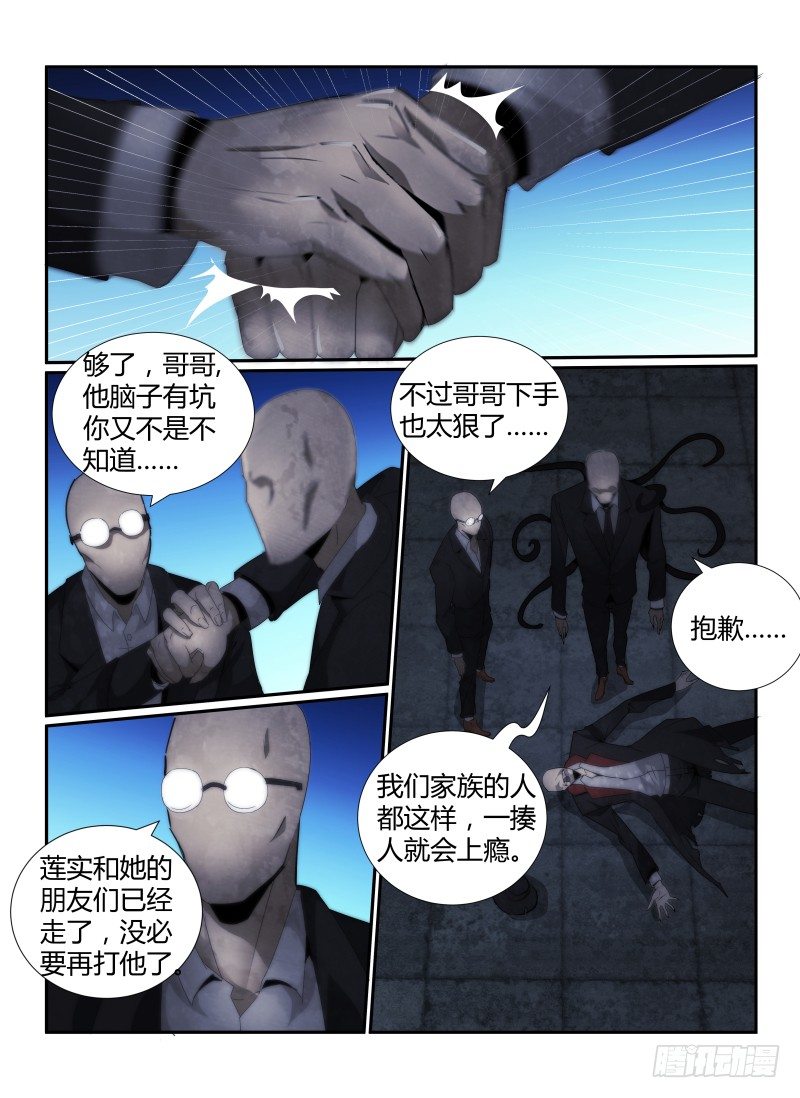 够了，哥哥,
他脑子有坑
你又不是不
知道……
莲实和她的
朋友们已经
走了，没必
要再打他了。
不过哥哥下手
也太狠了……
抱歉……
我们家族的人
都这样，一揍
人就会上瘾。
腾讯动漫